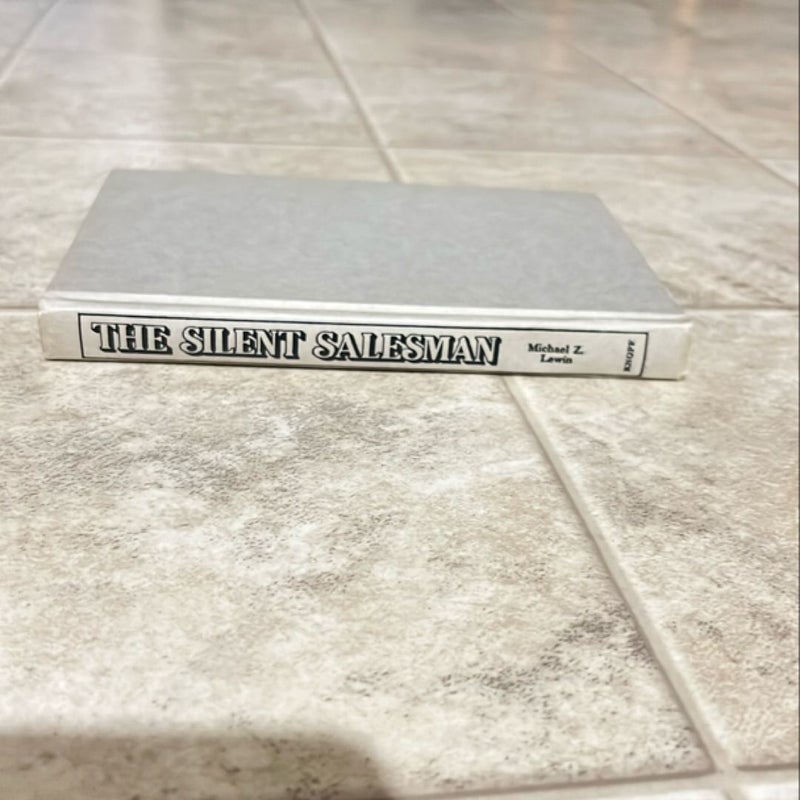 THE SILENT SALESMAN
Michael Z.
Lewin
KNOPF